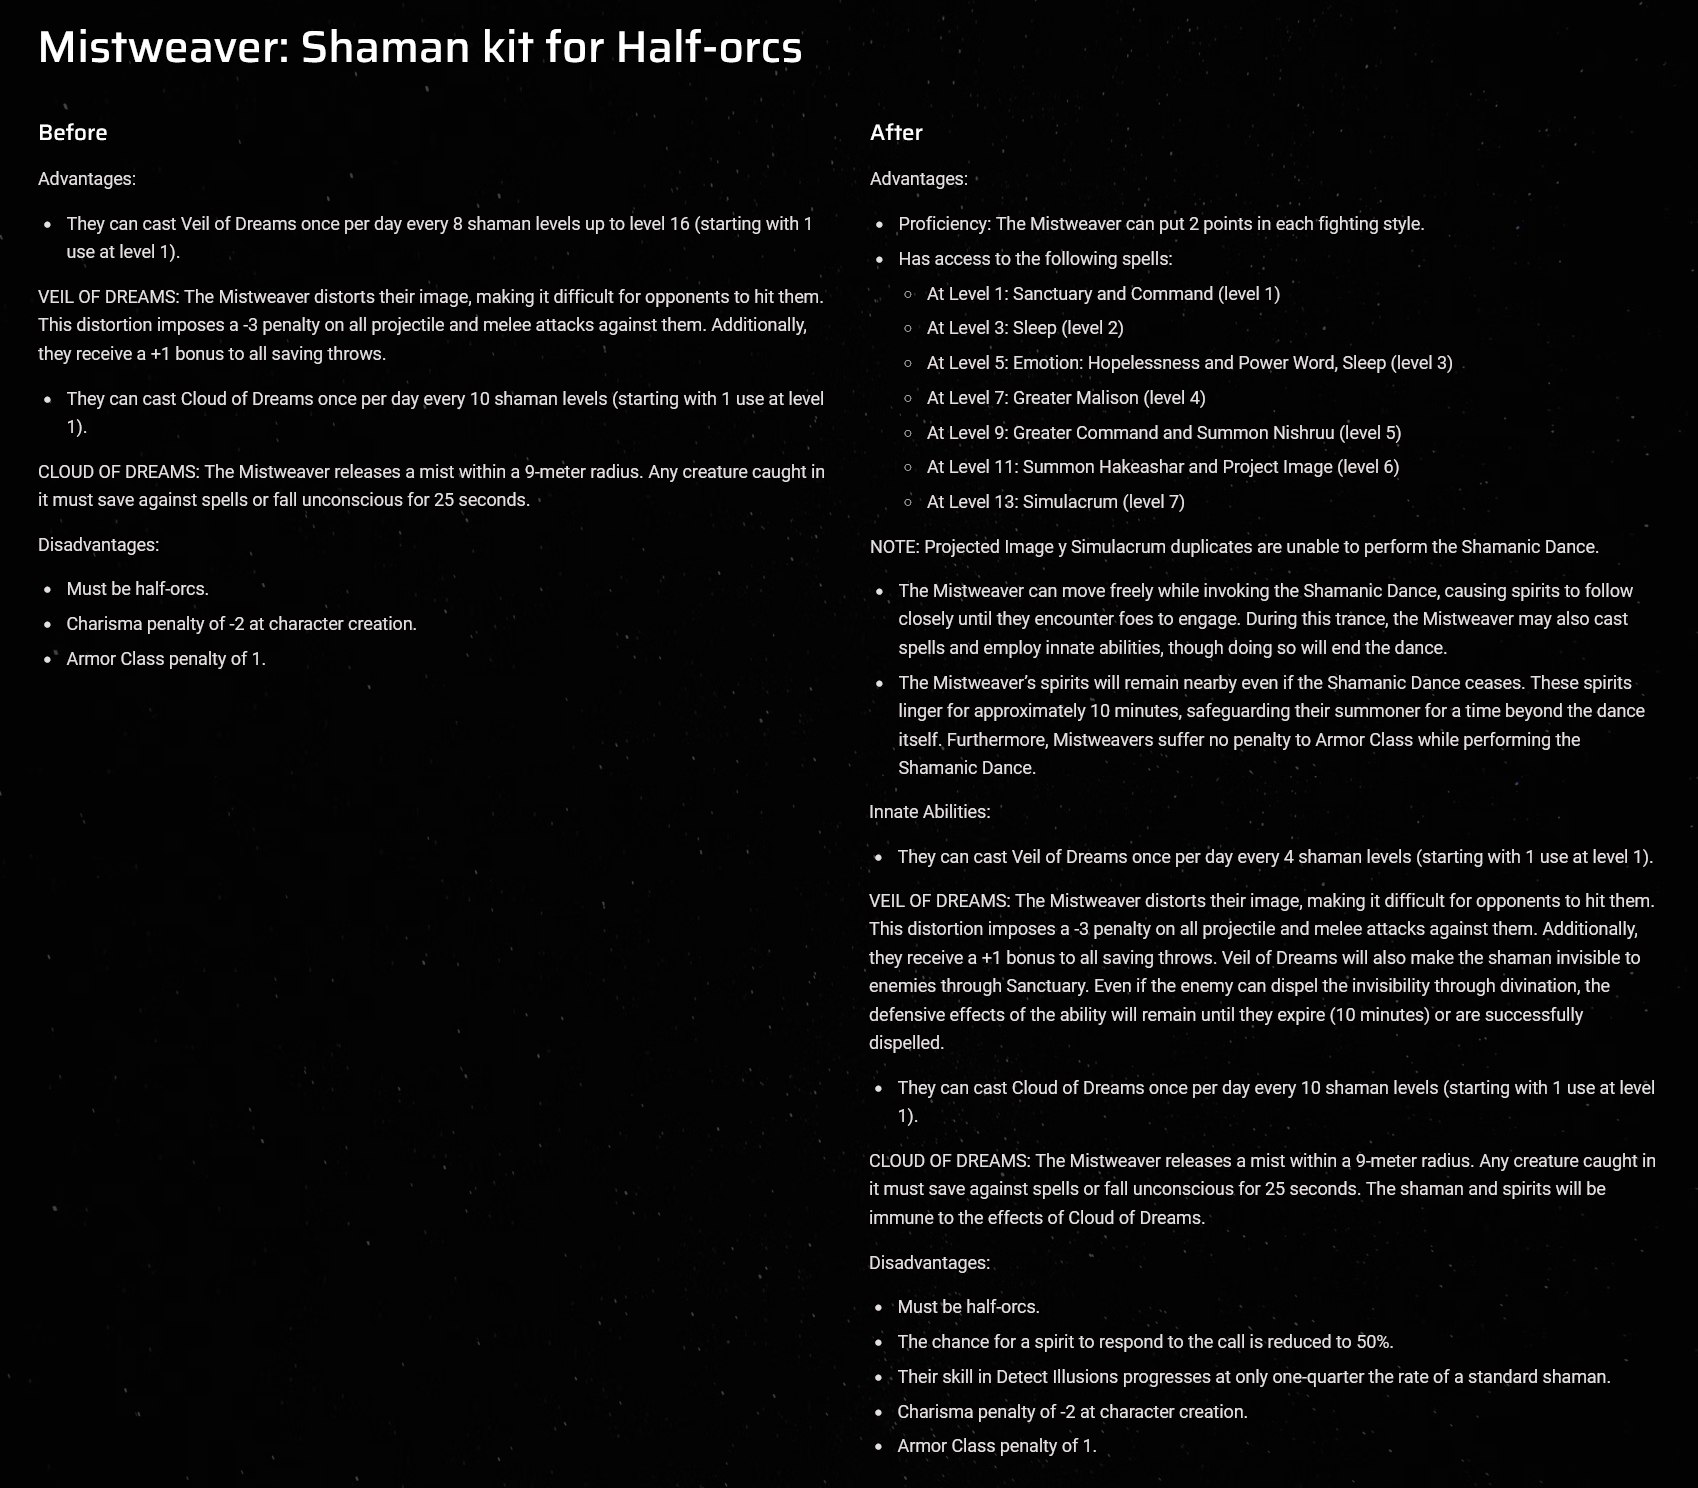 Mistweaver: Shaman kit for Half-orcs
Before
Advantages:
They can cast Veil of Dreams once per day every 8 shaman levels up to level 16 (starting with 1
use at level 1).
VEIL OF DREAMS: The Mistweaver distorts their image, making it difficult for opponents to hit them.
This distortion imposes a -3 penalty on all projectile and melee attacks against them. Additionally,
they receive a +1 bonus to all saving throws.
They can cast Cloud of Dreams once per day every 10 shaman levels (starting with 1 use at level
1).
CLOUD OF DREAMS: The Mistweaver releases a mist within a 9-meter radius. Any creature caught in
it must save against spells or fall unconscious for 25 seconds.
Disadvantages:
Must be half-orcs.
Charisma penalty of -2 at character creation.
Armor Class penalty of 1.
After
Advantages:
Proficiency: The Mistweaver can put 2 points in each fighting style.
Has access to the following spells:
At Level 1: Sanctuary and Command (level 1)
At Level 3: Sleep (level 2)
At Level 5: Emotion: Hopelessness and Power Word, Sleep (level 3)
At Level 7: Greater Malison (level 4)
At Level 9: Greater Command and Summon Nishruu (level 5)
At Level 11: Summon Hakeashar and Project Image (level 6)
At Level 13: Simulacrum (level 7)
NOTE: Projected Image y Simulacrum duplicates are unable to perform the Shamanic Dance.
The Mistweaver can move freely while invoking the Shamanic Dance, causing spirits to follow
closely until they encounter foes to engage. During this trance, the Mistweaver may also cast
spells and employ innate abilities, though doing so will end the dance.
The Mistweaver’s spirits will remain nearby even if the Shamanic Dance ceases. These spirits
linger for approximately 10 minutes, safeguarding their summoner for a time beyond the dance
itself. Furthermore, Mistweavers suffer no penalty to Armor Class while performing the
Shamanic Dance.
Innate Abilities:
They can cast Veil of Dreams once per day every 4 shaman levels (starting with 1 use at level 1).
VEIL OF DREAMS: The Mistweaver distorts their image, making it difficult for opponents to hit them.
This distortion imposes a -3 penalty on all projectile and melee attacks against them. Additionally,
they receive a +1 bonus to all saving throws. Veil of Dreams will also make the shaman invisible to
enemies through Sanctuary. Even if the enemy can dispel the invisibility through divination, the
defensive effects of the ability will remain until they expire (10 minutes) or are successfully
dispelled.
They can cast Cloud of Dreams once per day every 10 shaman levels (starting with 1 use at level
1).
CLOUD OF DREAMS: The Mistweaver releases a mist within a 9-meter radius. Any creature caught in
it must save against spells or fall unconscious for 25 seconds. The shaman and spirits will be
immune to the effects of Cloud of Dreams.
Disadvantages:
Must be half-orcs.
The chance for a spirit to respond to the call is reduced to 50%.
Their skill in Detect Illusions progresses at only one-quarter the rate of a standard shaman.
Charisma penalty of -2 at character creation.
Armor Class penalty of 1.